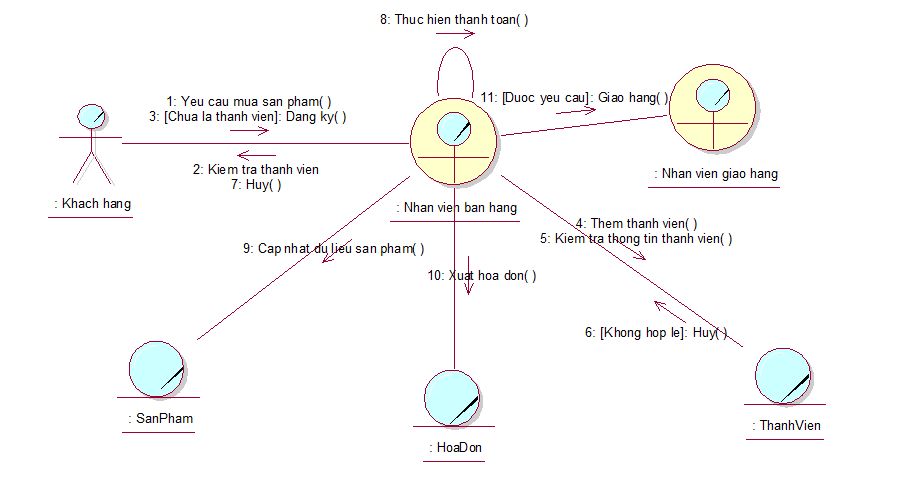 8: Thuc hien thanh toan( )
1: Yeu cau mua san pham( )
3: [Chua la thanh vien]: Dang ky( )
11: [Duoc yeu cau]: Giao hang( )
2: Kiem tra thanh vien
7: Huy( )
: Khach hang
: Nhan vien ban hang
: Nhan vien giao hang
4: Them thanh vien( )
5: Kiem tra thong tin thanh vien( )
9: Cap nhat du lieu san pham( )
10: Xuat hoa don( )
6: [Khong hop le]: Huy( )
: SanPham
: HoaDon
: ThanhVien